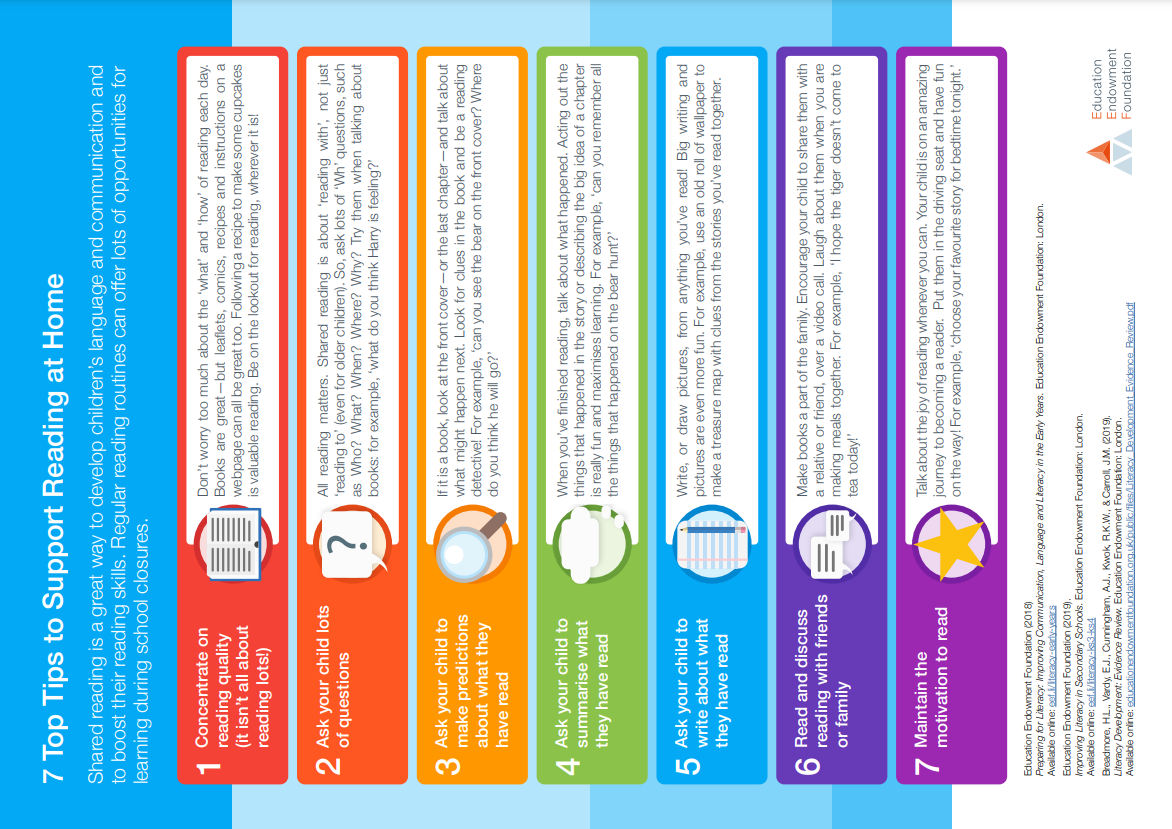 7 Top Tips to Support Reading at Home
Shared reading is a great way to develop children's language and communication and
to boost their reading skills. Regular reading routines can offer lots of opportunities for
learning during school closures.
1
Concentrate on
reading quality
(it isn't all about
reading lots!)
Don't worry too much about the 'what' and 'how' of reading each day.
Books are great—but leaflets, comics, recipes and instructions on a
webpage can all be great too. Following a recipe to make some cupcakes
is valuable reading. Be on the lookout for reading, wherever it is!
2
Ask your child lots
of questions
?
All reading matters. Shared reading is about 'reading with', not just
'reading to' (even for older children). So, ask lots of 'Wh' questions, such
as Who? What? When? Where? Why? Try them when talking about
books: for example, 'what do you think Harry is feeling?'
3
Ask your child to
make predictions
about what they
have read
If it is a book, look at the front cover—or the last chapter—and talk about
what might happen next. Look for clues in the book and be a reading
detective! For example, 'can you see the bear on the front cover? Where
do you think he will go?'
4
Ask your child to
summarise what
they have read
When you've finished reading, talk about what happened. Acting out the
things that happened in the story or describing the big idea of a chapter
is really fun and maximises learning. For example, 'can you remember all
the things that happened on the bear hunt?'
5
Ask your child to
write about what
they have read
Write, or draw pictures, from anything you've read! Big writing and
pictures are even more fun. For example, use an old roll of wallpaper to
make a treasure map with clues from the stories you've read together.
6
Read and discuss
reading with friends
or family
Make books a part of the family. Encourage your child to share them with
a relative or friend, over a video call. Laugh about them when you are
making meals together. For example, 'I hope the tiger doesn't come to
tea today!'
7
Maintain the
motivation to read
Talk about the joy of reading whenever you can. Your child is on an amazing
journey to becoming a reader. Put them in the driving seat and have fun
on the way! For example, 'choose your favourite story for bedtime tonight.'
Education Endowment Foundation (2018)
Preparing for Literacy: Improving Communication, Language and Literacy in the Early Years. Education Endowment Foundation: London.
Available online: eef.li/literacy-early-years
Education Endowment Foundation (2019).
Improving Literacy in Secondary Schools. Education Endowment Foundation: London.
Available online: eef.li/literacy-ks3-ks4
Breadmore, H.L., Vardy, E.J., Cunningham, A.J., Kwok, R.K.W., & Carroll, J.M. (2019).
Literacy Development: Evidence Review. Education Endowment Foundation: London.
Available online: educationendowmentfoundation.org.uk/public/files/Literacy_Development_Evidence_Review.pdf
Education
Endowment
Foundation